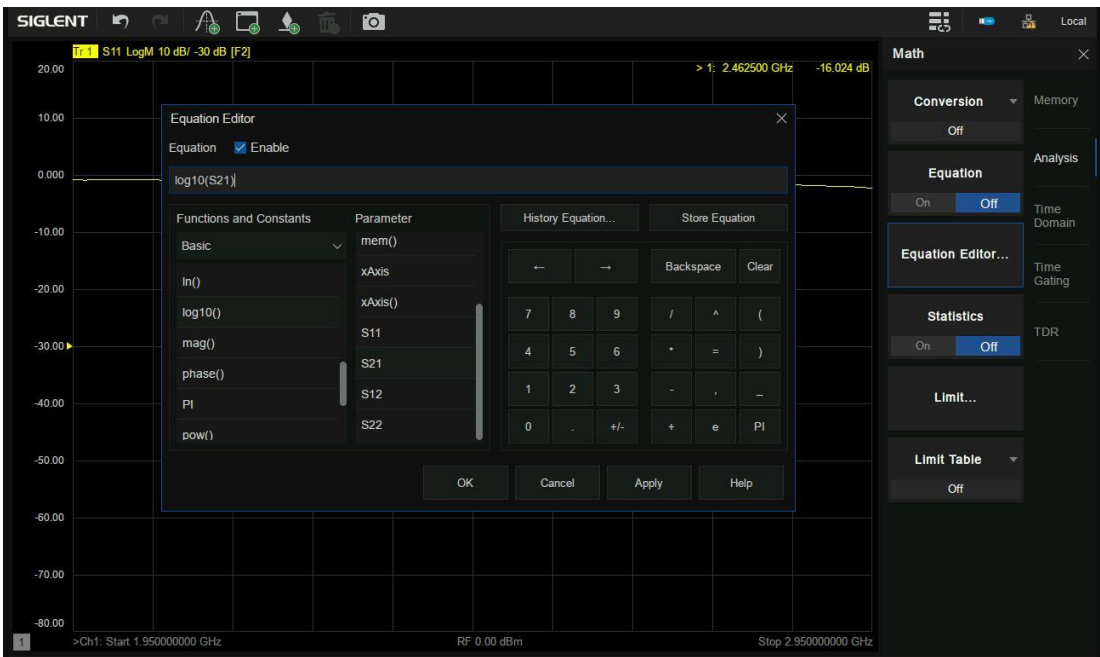 SIGLENT
Local
Tr 1 S11 LogM 10 dB/ -30 dB [F2]
> 1: 2.462500 GHz -16.024 dB
20.00
10.00
0.000
-10.00
-20.00
-30.00
-40.00
-50.00
-60.00
-70.00
-80.00
Equation Editor
Equation Enable
log10(S21)
Functions and Constants
Basic
ln()
log10()
mag()
phase()
PI
pow()
Parameter
mem()
xAxis
xAxis()
S11
S21
S12
S22
History Equation... Store Equation
← → Backspace Clear
7 8 9 / ^ (
4 5 6 * = )
1 2 3 - , _
0 . +/- + e PI
OK Cancel Apply Help
Math
Conversion
Off
Equation
On Off
Equation Editor...
Statistics
On Off
Limit...
Limit Table
Off
Memory
Analysis
Time
Domain
Time
Gating
TDR
1 >Ch1: Start 1.950000000 GHz RF 0.00 dBm Stop 2.950000000 GHz